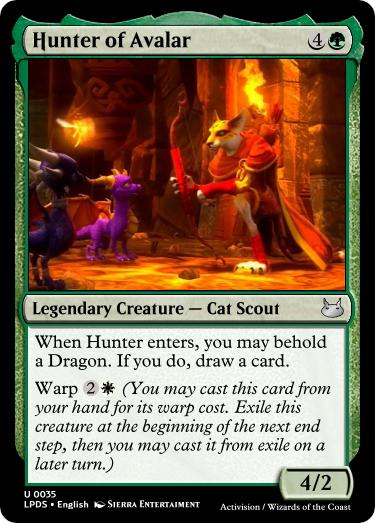 Hunter of Avalar 4
Legendary Creature — Cat Scout
When Hunter enters, you may behold
a Dragon. If you do, draw a card.
Warp 2 (You may cast this card from
your hand for its warp cost. Exile this
creature at the beginning of the next end
step, then you may cast it from exile on a
later turn.)
4/2
U 0035
LPDS • English Sierra Entertaiment
Activision / Wizards of the Coast